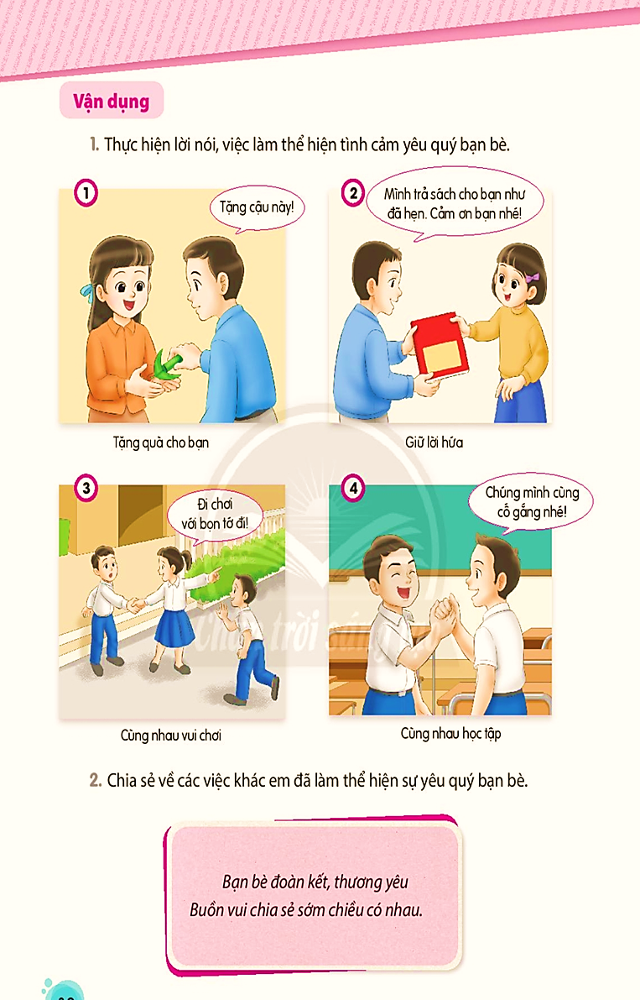 Vận dụng
1. Thực hiện lời nói, việc làm thể hiện tình cảm yêu quý bạn bè.
1
Tặng cậu này!
2
Mình trả sách cho bạn như
đã hẹn. Cảm ơn bạn nhé!
Tặng quà cho bạn
Giữ lời hứa
3
Đi chơi
với bọn tớ đi!
4
Chúng mình cùng
cố gắng nhé!
Chân trời sáng tạo
Cùng nhau vui chơi
Cùng nhau học tập
2. Chia sẻ về các việc khác em đã làm thể hiện sự yêu quý bạn bè.
Bạn bè đoàn kết, thương yêu
Buồn vui chia sẻ sớm chiều có nhau.